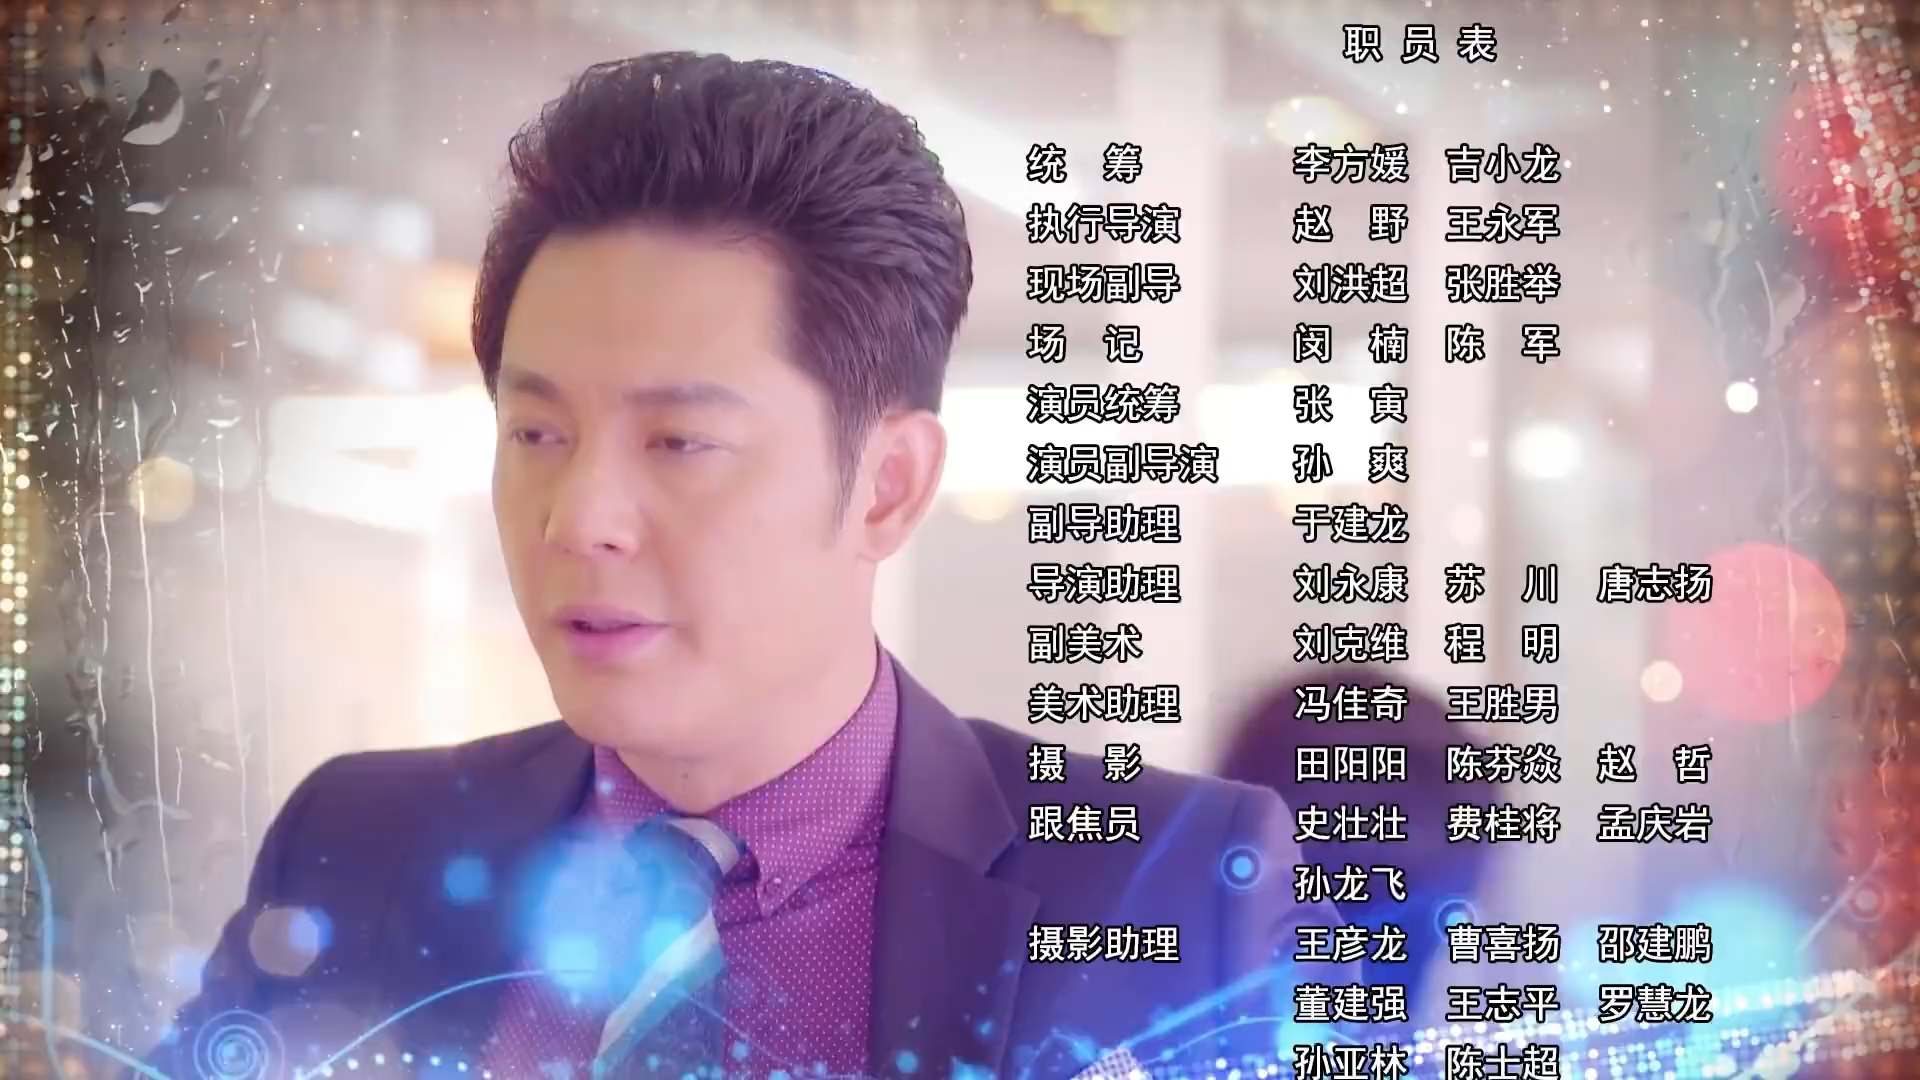 职 员 表
统 筹 李方媛 吉小龙
执行导演 赵 野 王永军
现场副导 刘洪超 张胜举
场 记 闵 楠 陈 军
演员统筹 张 寅
演员副导演 孙 爽
副导助理 于建龙
导演助理 刘永康 苏 川 唐志扬
副美术 刘克维 程 明
美术助理 冯佳奇 王胜男
摄 影 田阳阳 陈芬焱 赵 哲
跟焦员 史壮壮 费桂将 孟庆岩
孙龙飞
摄影助理 王彦龙 曹喜扬 邵建鹏
董建强 王志平 罗慧龙
孙亚林 陈士超